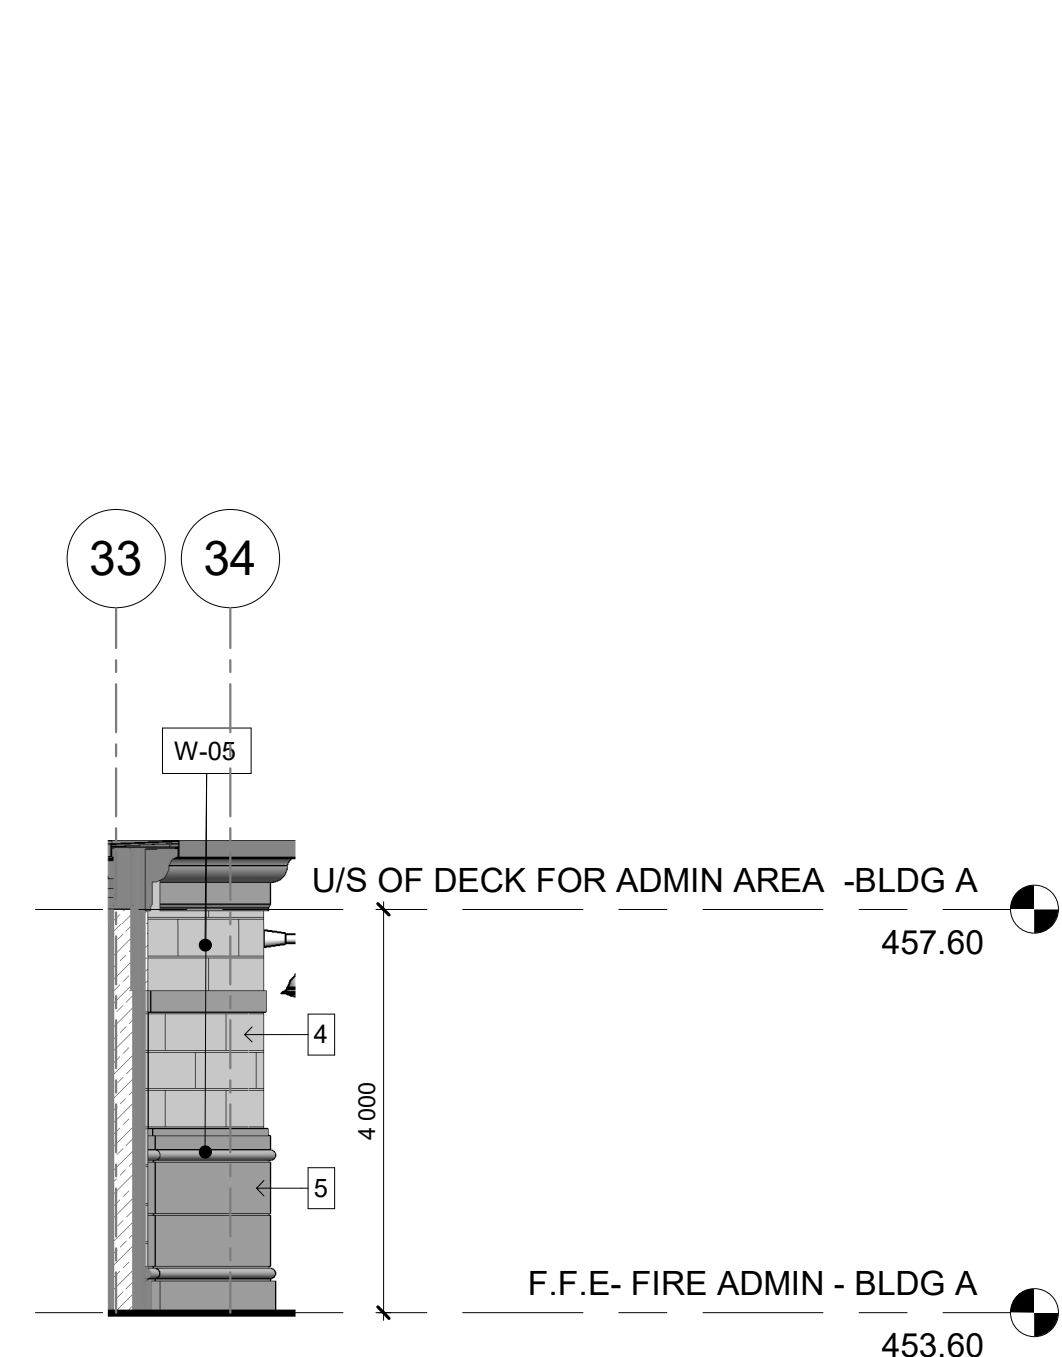 33 34
W-05
U/S OF DECK FOR ADMIN AREA -BLDG A
457.60
4
4 000
5
F.F.E- FIRE ADMIN - BLDG A
453.60